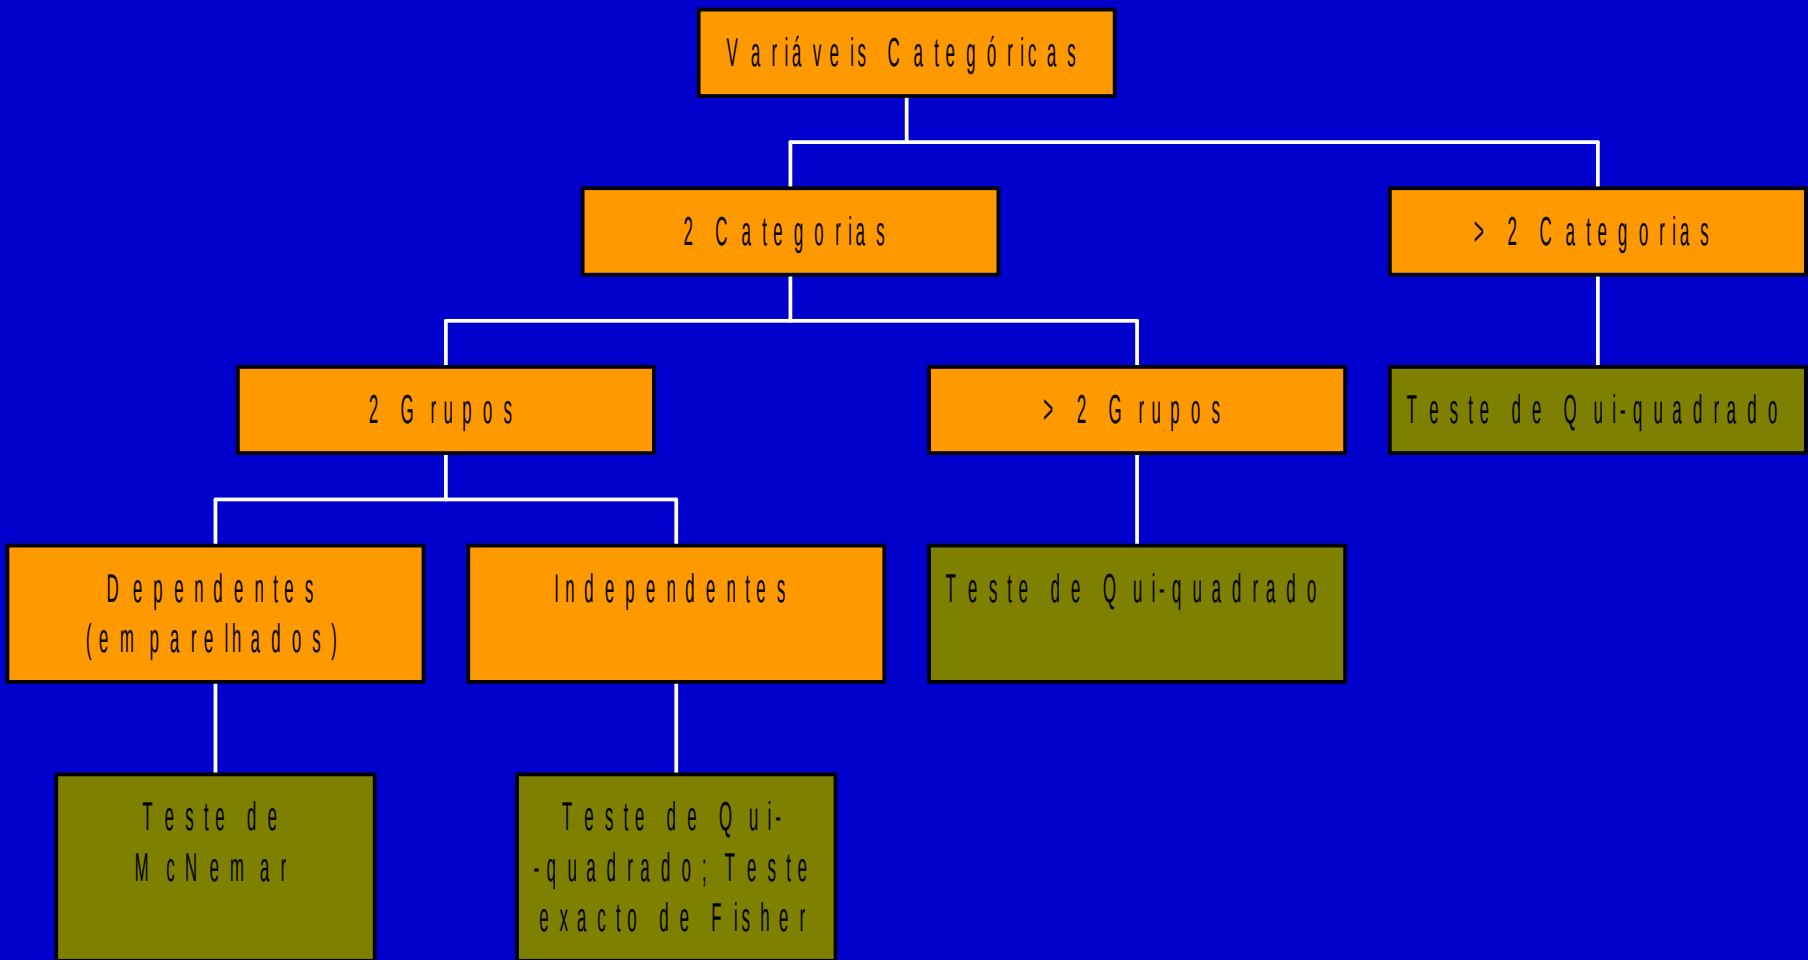 Variáveis Categóricas
2 Categorias
> 2 Categorias
2 Grupos
> 2 Grupos
Teste de Qui-quadrado
Dependentes
(emparelhados)
Independentes
Teste de Qui-quadrado
Teste de
McNemar
Teste de Qui-
-quadrado; Teste
exacto de Fisher